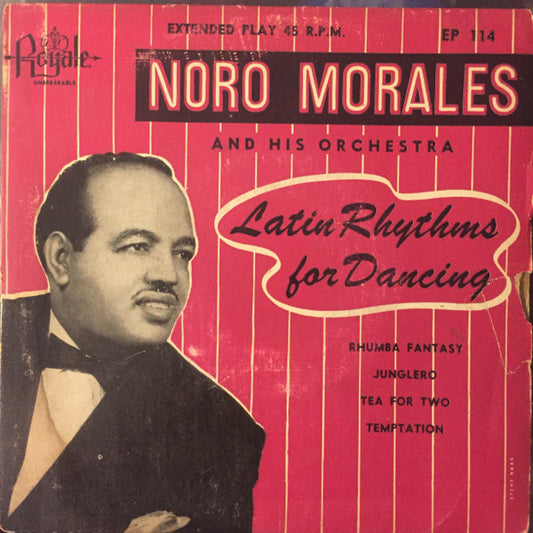 EXTENDED PLAY 45 R.P.M.
EP 114
Royale
UNBREAKABLE
NORO MORALES
AND HIS ORCHESTRA
Latin Rhythms
for Dancing
RHUMBA FANTASY
JUNGLERO
TEA FOR TWO
TEMPTATION